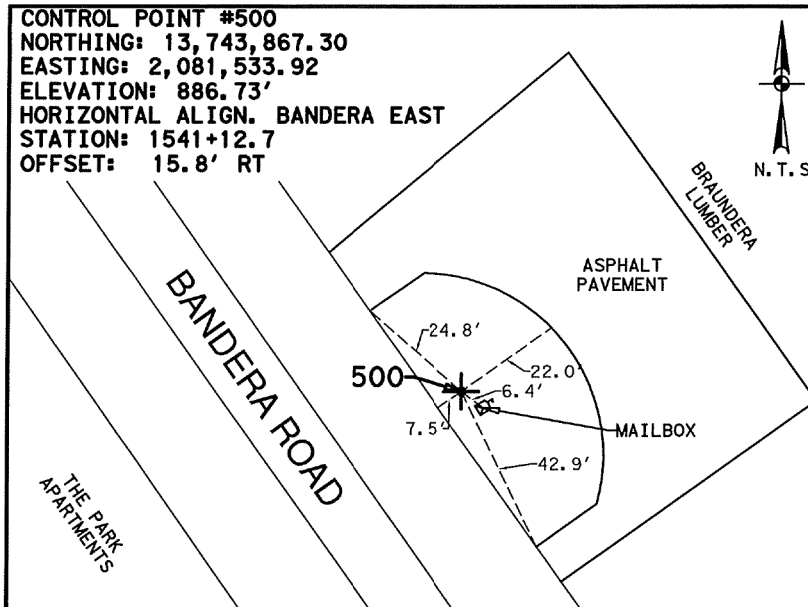 CONTROL POINT #500
NORTHING: 13,743,867.30
EASTING: 2,081,533.92
ELEVATION: 886.73'
HORIZONTAL ALIGN. BANDERA EAST
STATION: 1541+12.7
OFFSET: 15.8' RT
N.T.S
BRAUNDERA
LUMBER
ASPHALT
PAVEMENT
BANDERA ROAD
24.8'
500
22.0'
6.4'
7.5'
MAILBOX
42.9'
THE PARK
APARTMENTS